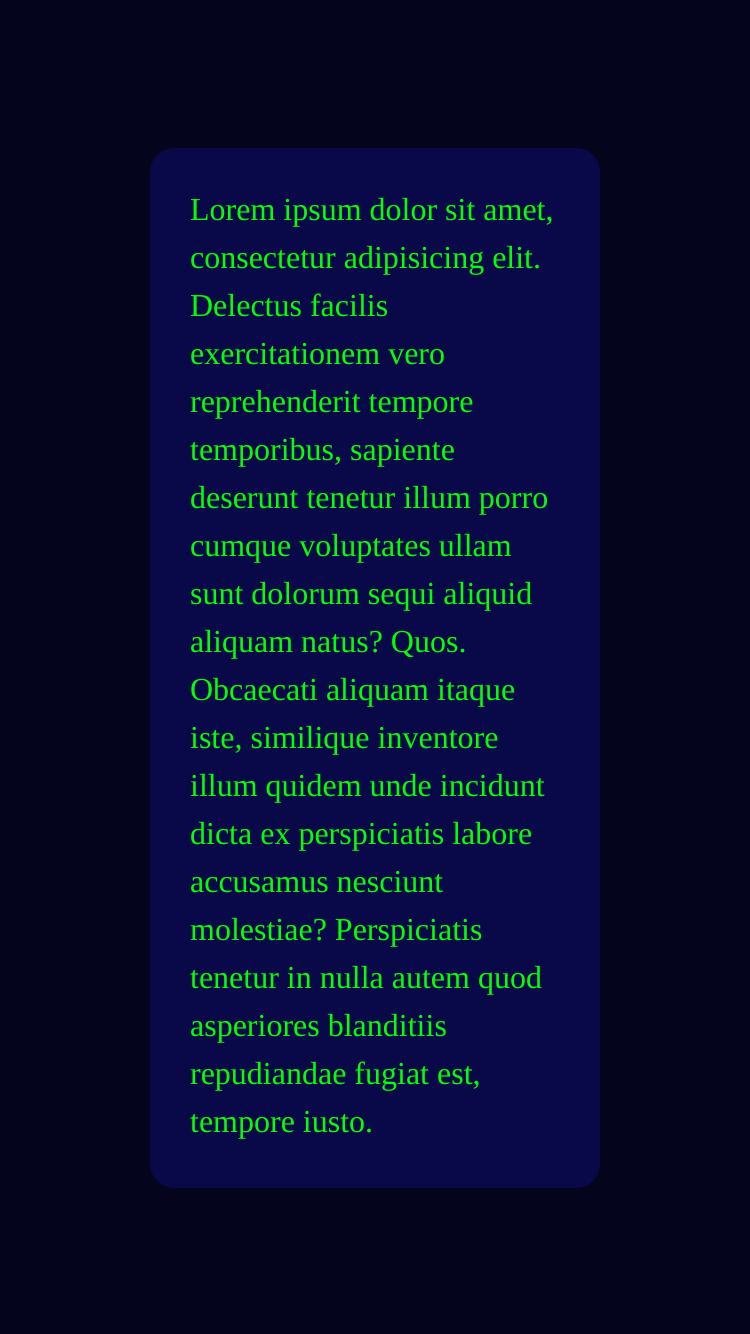 Lorem ipsum dolor sit amet,
consectetur adipisicing elit.
Delectus facilis
exercitationem vero
reprehenderit tempore
temporibus, sapiente
deserunt tenetur illum porro
cumque voluptates ullam
sunt dolorum sequi aliquid
aliquam natus? Quos.
Obcaecati aliquam itaque
iste, similique inventore
illum quidem unde incidunt
dicta ex perspiciatis labore
accusamus nesciunt
molestiae? Perspiciatis
tenetur in nulla autem quod
asperiores blanditiis
repudiandae fugiat est,
tempore iusto.